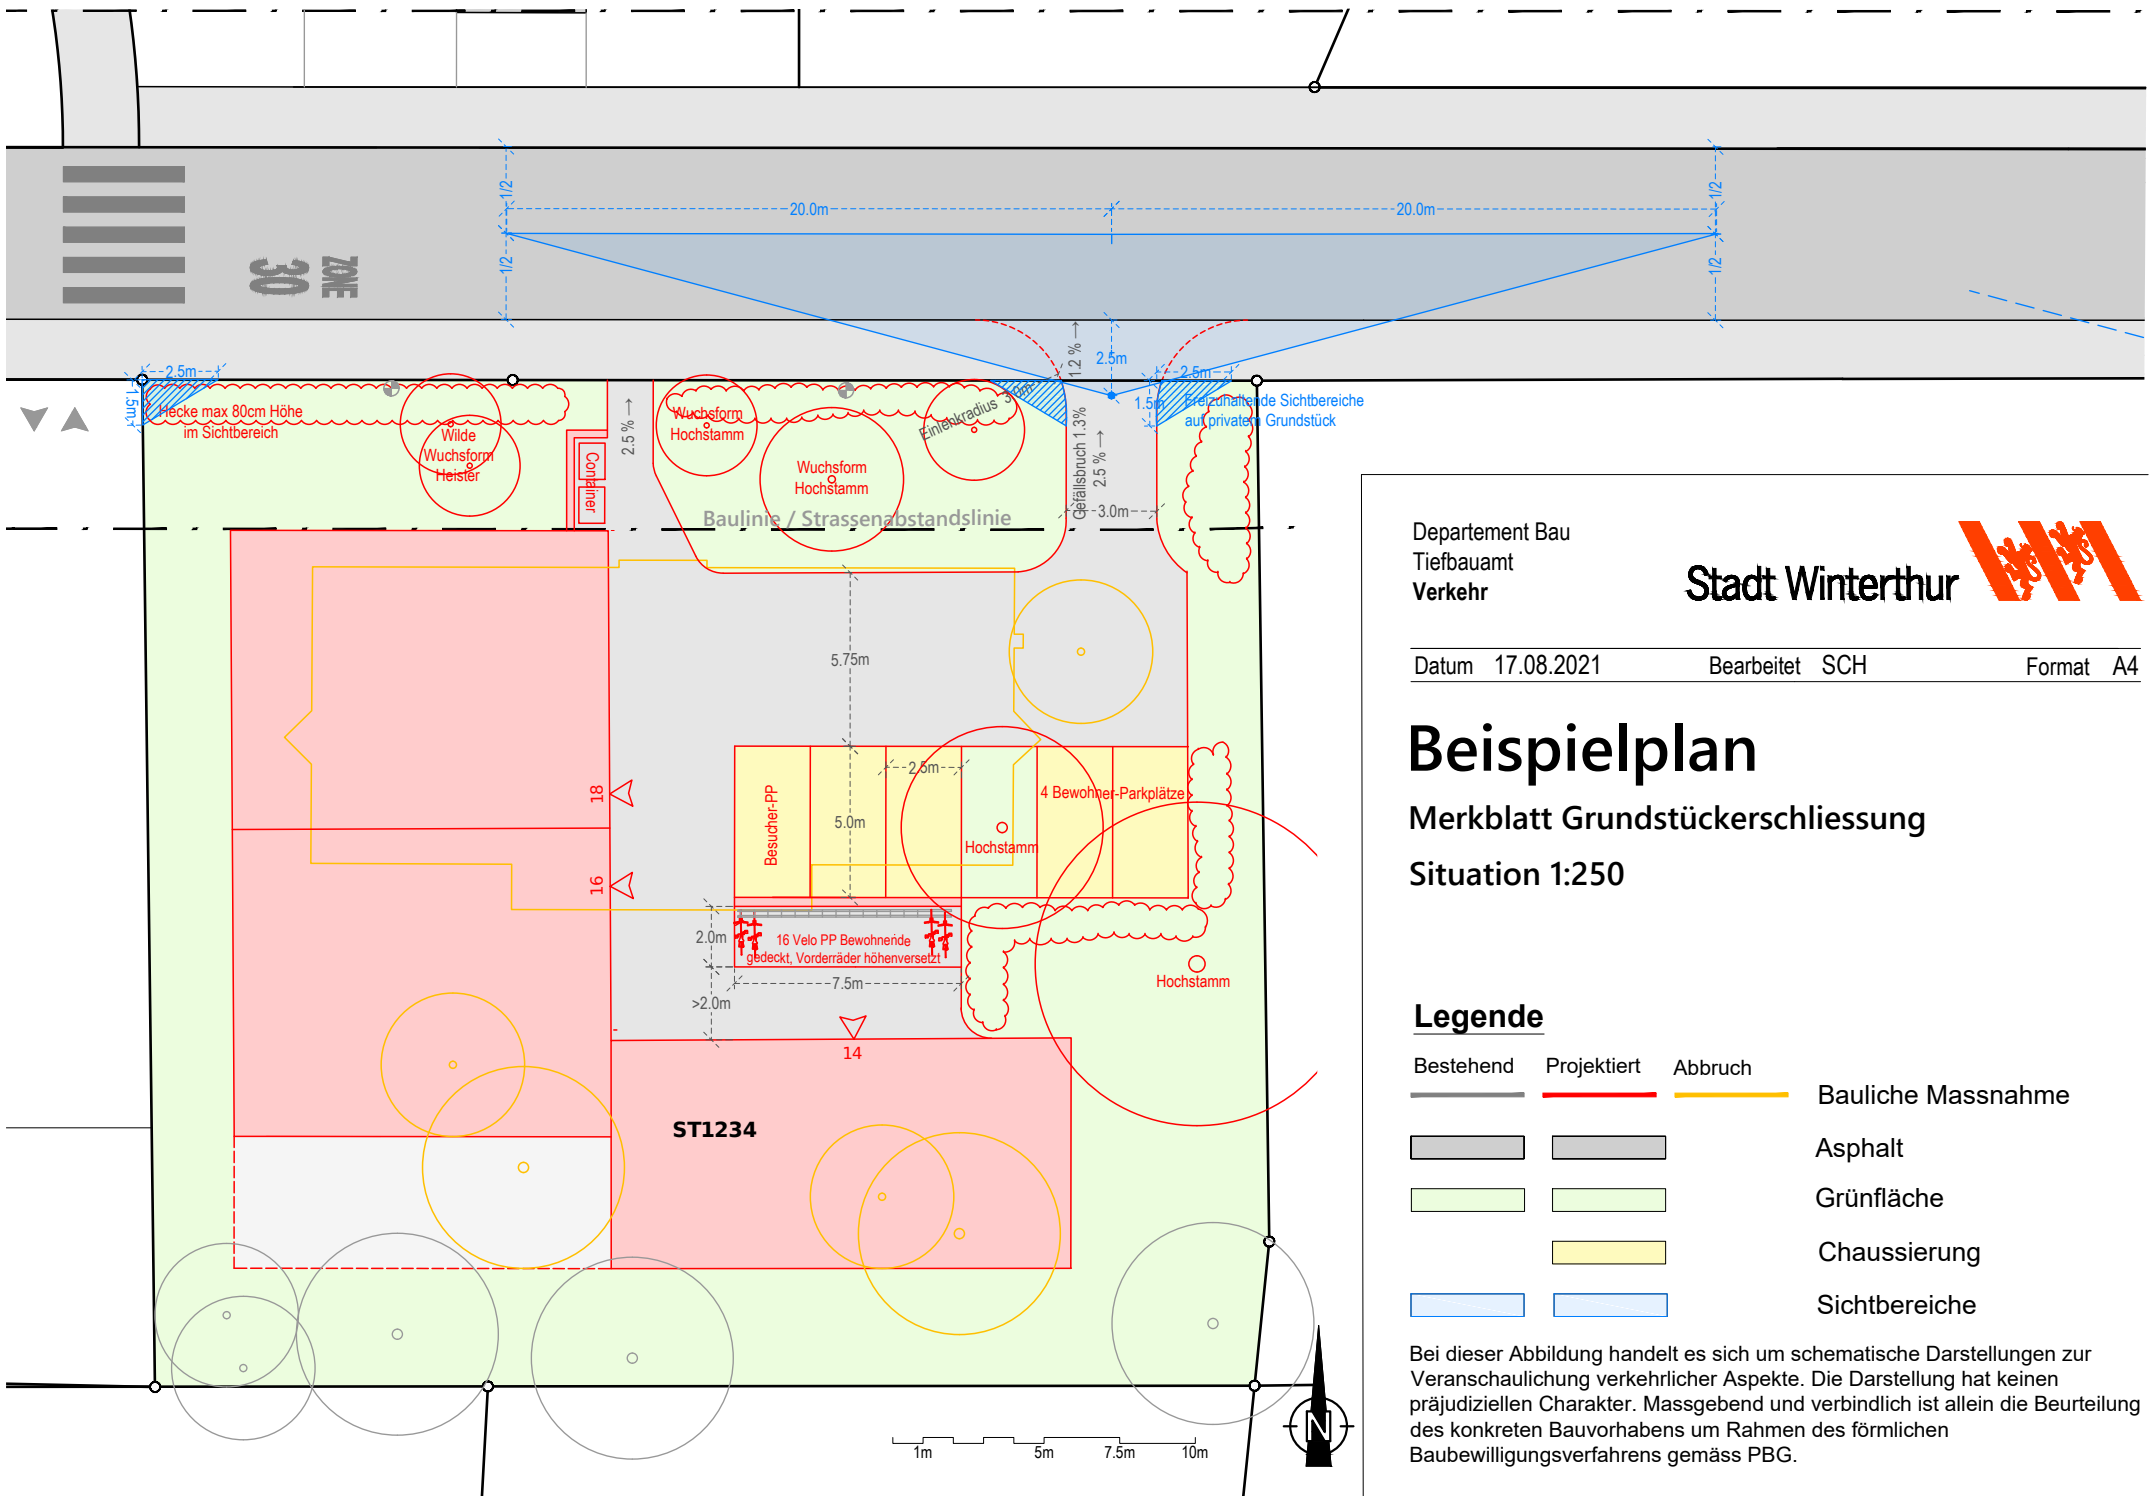 1/2
1/2
20.0m
20.0m
1/2
1/2
ZONE
30
2.5m
1.5m
Hecke max 80cm Höhe
im Sichtbereich
Wilde
Wuchsform
Heister
Container
2.5 %
Wuchsform
Hochstamm
Wuchsform
Hochstamm
Einlenkradius 3.0m
1.2 %
2.5m
Gefällsbruch 1.3%
2.5 %
3.0m
2.5m
1.5m
Freizuhaltende Sichtbereiche
auf privatem Grundstück
Baulinie / Strassenabstandslinie
5.75m
18
16
Besucher-PP
5.0m
2.5m
4 Bewohner-Parkplätze
Hochstamm
2.0m
16 Velo PP Bewohneride
gedeckt, Vorderräder höhenversetzt
7.5m
>2.0m
14
Hochstamm
ST1234
1m
5m
7.5m
10m
N
Departement Bau
Tiefbauamt
Verkehr
Stadt Winterthur
Datum 17.08.2021 Bearbeitet SCH Format A4
Beispielplan
Merkblatt Grundstückerschliessung
Situation 1:250
Legende
Bestehend Projektiert Abbruch
Bauliche Massnahme
Asphalt
Grünfläche
Chaussierung
Sichtbereiche
Bei dieser Abbildung handelt es sich um schematische Darstellungen zur
Veranschaulichung verkehrlicher Aspekte. Die Darstellung hat keinen
präjudiziellen Charakter. Massgebend und verbindlich ist allein die Beurteilung
des konkreten Bauvorhabens um Rahmen des förmlichen
Baubewilligungsverfahrens gemäss PBG.